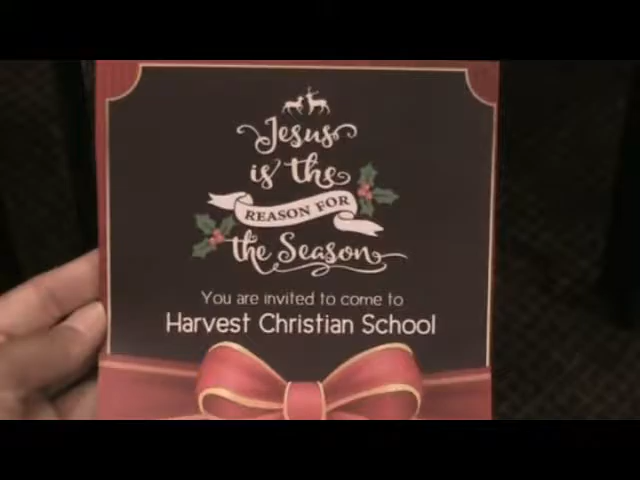 Jesus
is the
REASON FOR
the Season
You are invited to come to
Harvest Christian School